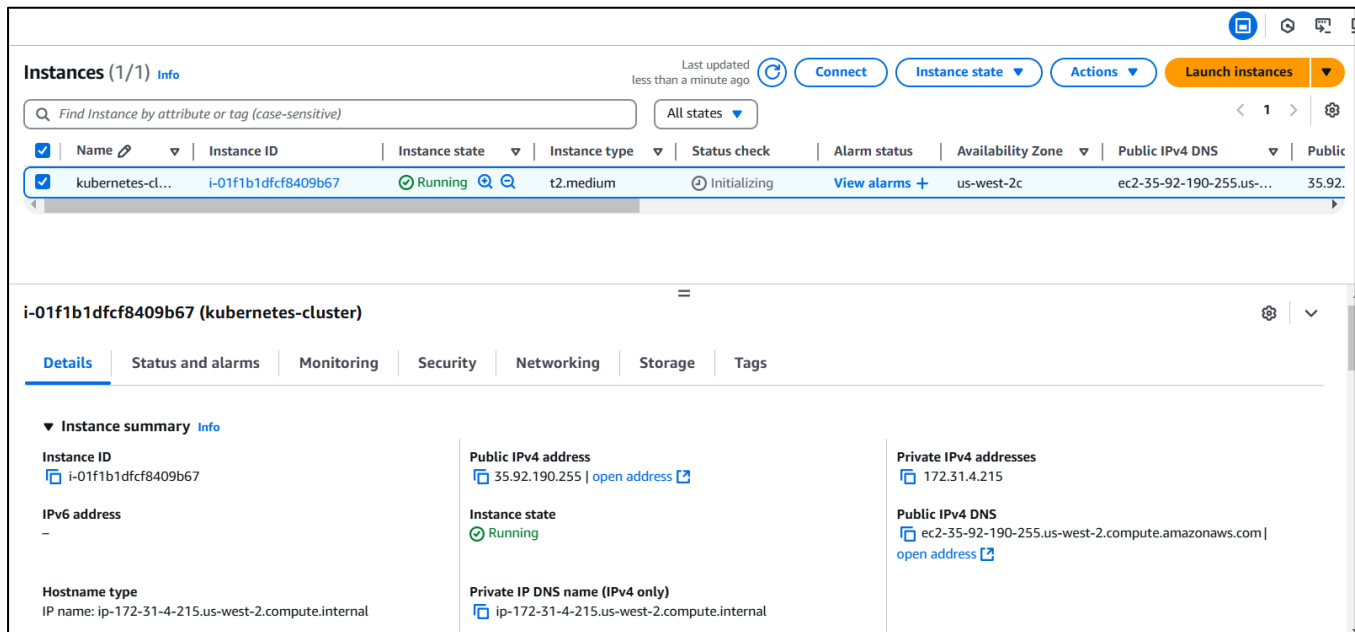 Instances (1/1) Info
Last updated
less than a minute ago
Connect
Instance state
Actions
Launch instances
Find Instance by attribute or tag (case-sensitive)
All states
1
Name Instance ID Instance state Instance type Status check Alarm status Availability Zone Public IPv4 DNS Public
kubernetes-cl... i-01f1b1dfcf8409b67 Running t2.medium Initializing View alarms + us-west-2c ec2-35-92-190-255.us-... 35.92.
i-01f1b1dfcf8409b67 (kubernetes-cluster)
Details Status and alarms Monitoring Security Networking Storage Tags
Instance summary Info
Instance ID
i-01f1b1dfcf8409b67
Public IPv4 address
35.92.190.255 | open address
Private IPv4 addresses
172.31.4.215
IPv6 address
–
Instance state
Running
Public IPv4 DNS
ec2-35-92-190-255.us-west-2.compute.amazonaws.com |
open address
Hostname type
IP name: ip-172-31-4-215.us-west-2.compute.internal
Private IP DNS name (IPv4 only)
ip-172-31-4-215.us-west-2.compute.internal